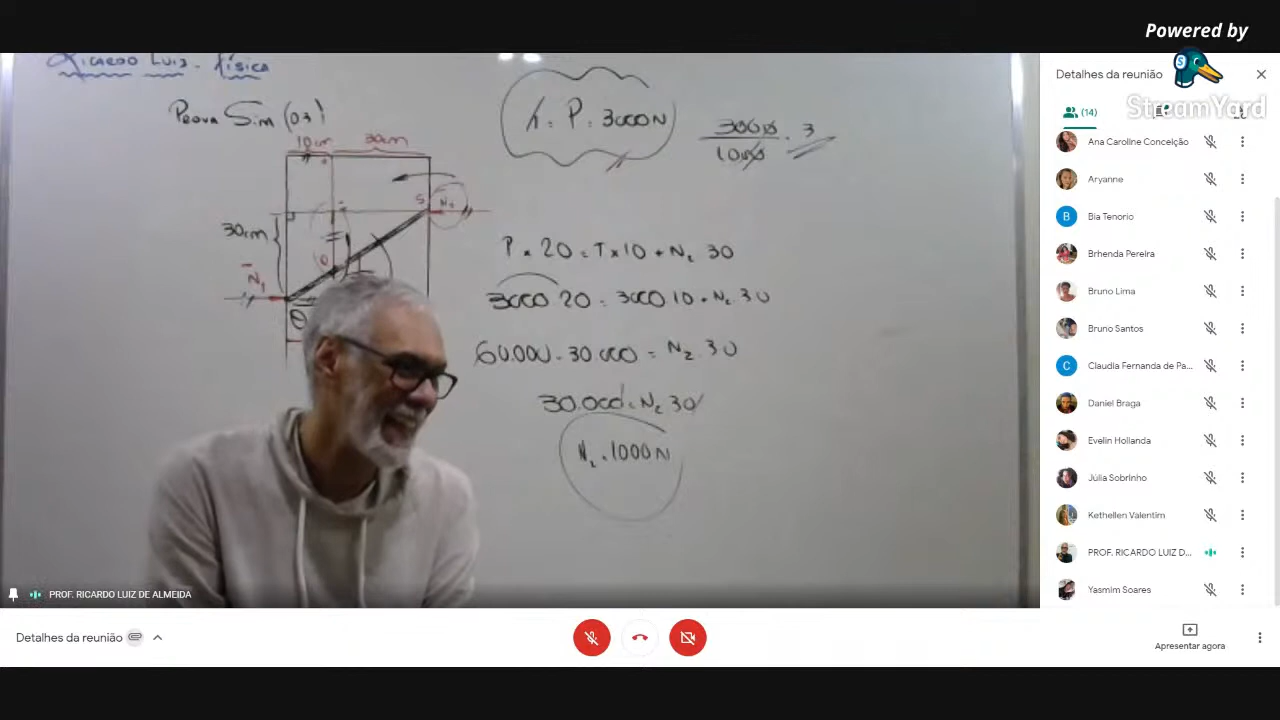 Powered by
StreamYard
Ricardo Luiz - Física
Prova Sim (03)
10cm 30cm
30cm
S
N₁
θ
T = P = 3000N
3000 = 3
1000
P × 20 = T × 10 + N₂ 30
3000 20 = 3000 10 + N₂ 30
60.000 - 30.000 = N₂ 30
30.000 = N₂ 30
N₂ = 1000N
PROF. RICARDO LUIZ DE ALMEIDA
Detalhes da reunião
(14)
Ana Caroline Conceição
Aryanne
B Bia Tenorio
Brhenda Pereira
Bruno Lima
Bruno Santos
C Claudia Fernanda de Pa...
Daniel Braga
Evelin Hollanda
Júlia Sobrinho
Kethellen Valentim
PROF. RICARDO LUIZ D...
Yasmim Soares
Detalhes da reunião
Apresentar agora